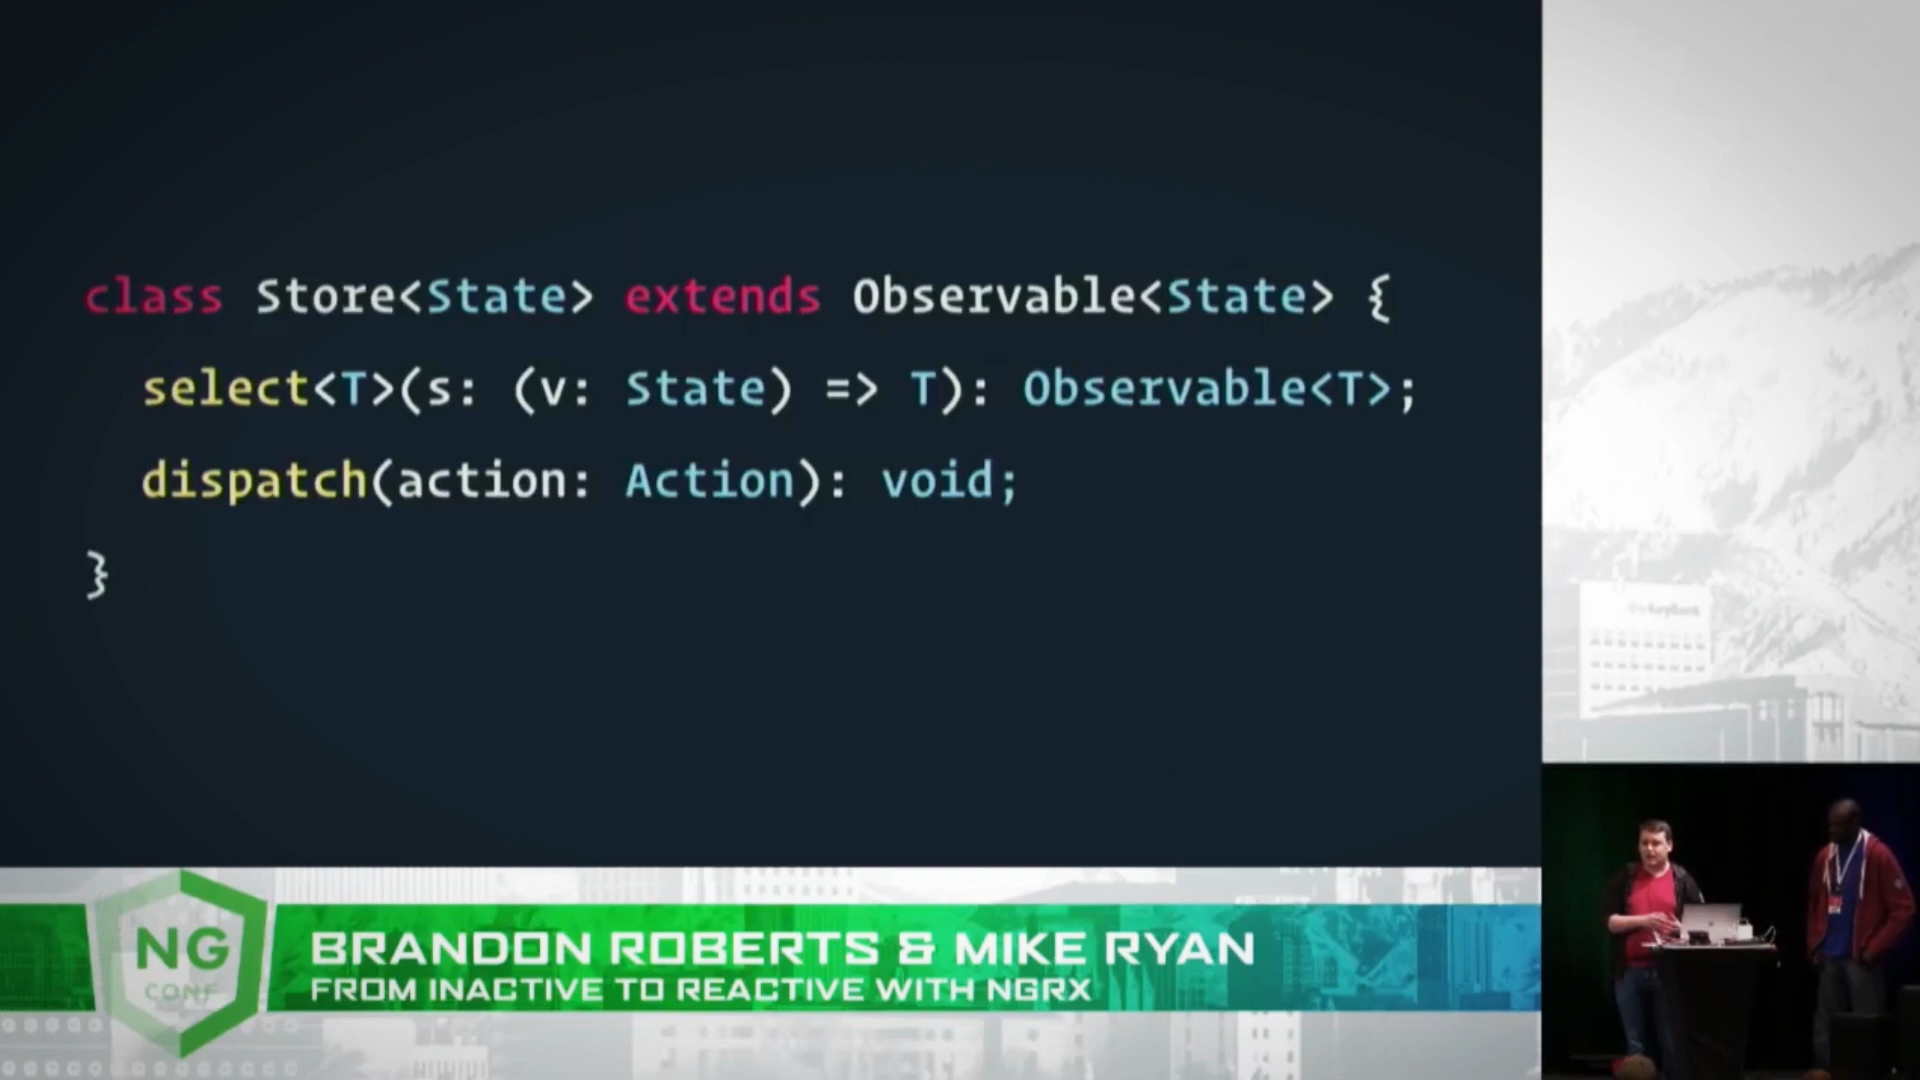 class Store<State> extends Observable<State> {
select<T>(s: (v: State) => T): Observable<T>;
dispatch(action: Action): void;
}
KeyBank
NG
CONF
BRANDON ROBERTS & MIKE RYAN
FROM INACTIVE TO REACTIVE WITH NGRX